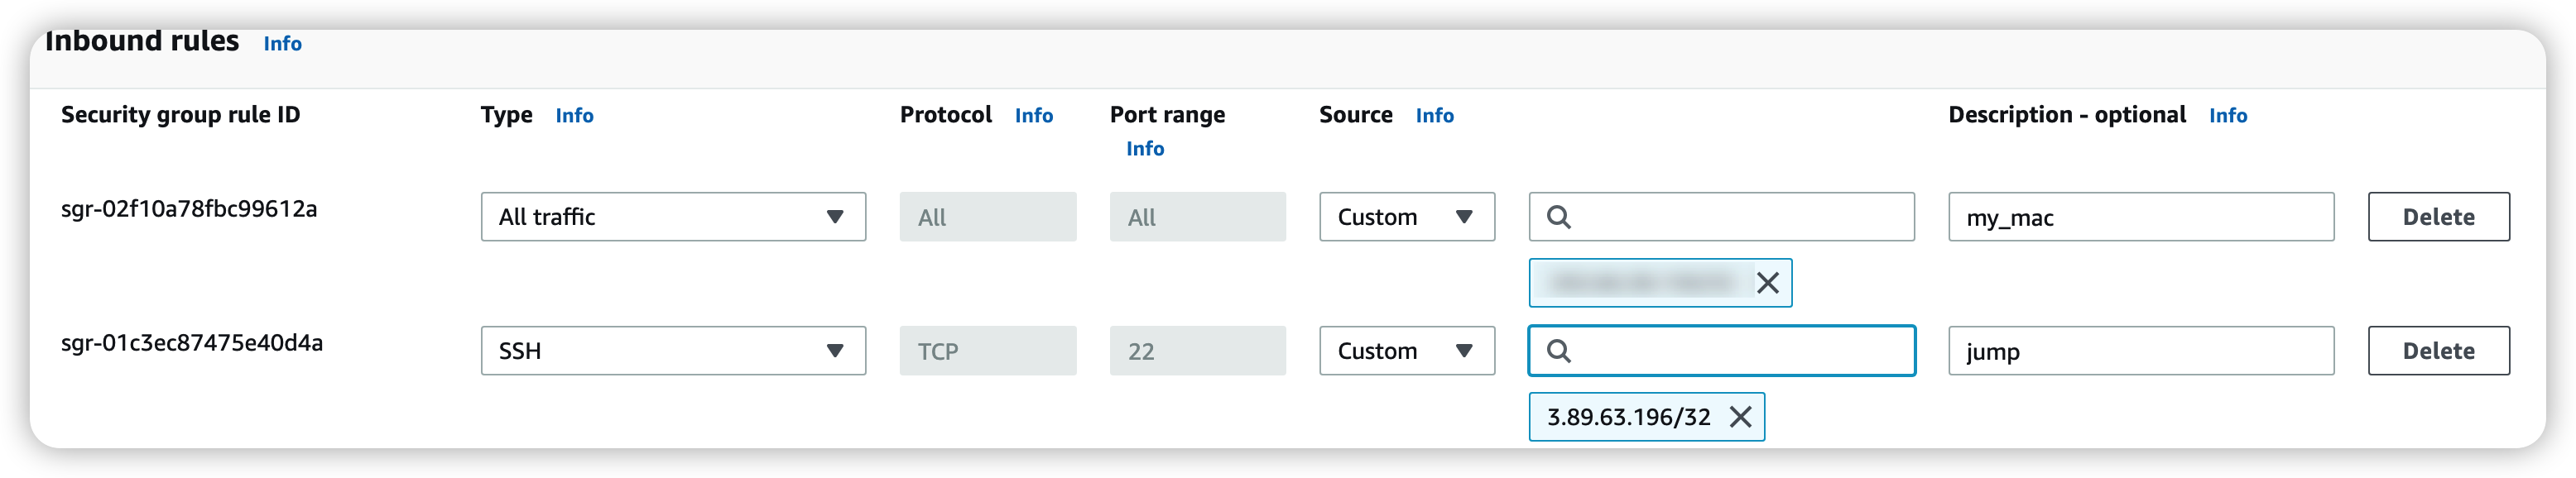 Inbound rules Info
Security group rule ID Type Info Protocol Info Port range Info Source Info Description - optional Info
sgr-02f10a78fbc99612a All traffic All All Custom my_mac Delete
sgr-01c3ec87475e40d4a SSH TCP 22 Custom jump Delete
3.89.63.196/32